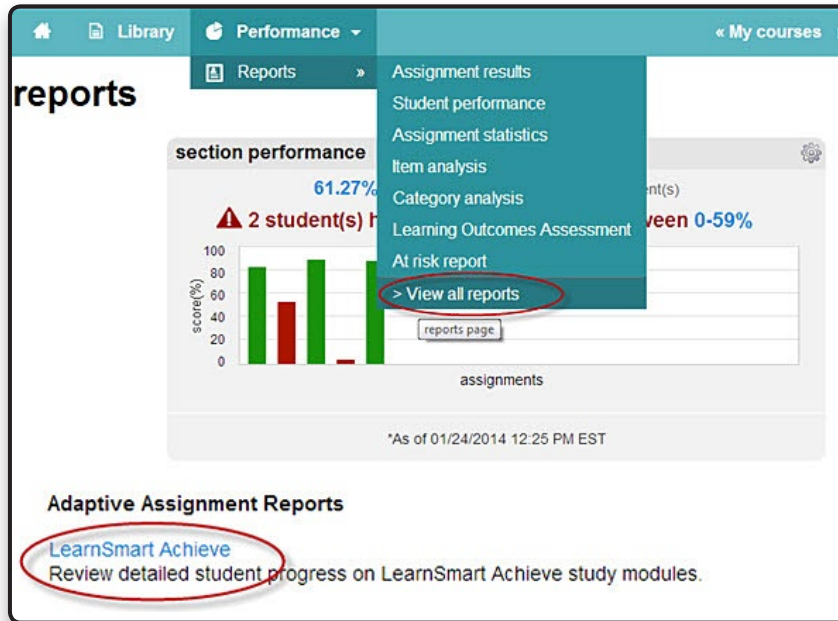 Library Performance « My courses
Reports »
reports
Assignment results
Student performance
Assignment statistics
Item analysis
Category analysis
Learning Outcomes Assessment
At risk report
> View all reports
reports page
section performance
61.27%
2 student(s)
0-59%
score(%)
100
80
60
40
20
0
assignments
*As of 01/24/2014 12:25 PM EST
Adaptive Assignment Reports
LearnSmart Achieve
Review detailed student progress on LearnSmart Achieve study modules.